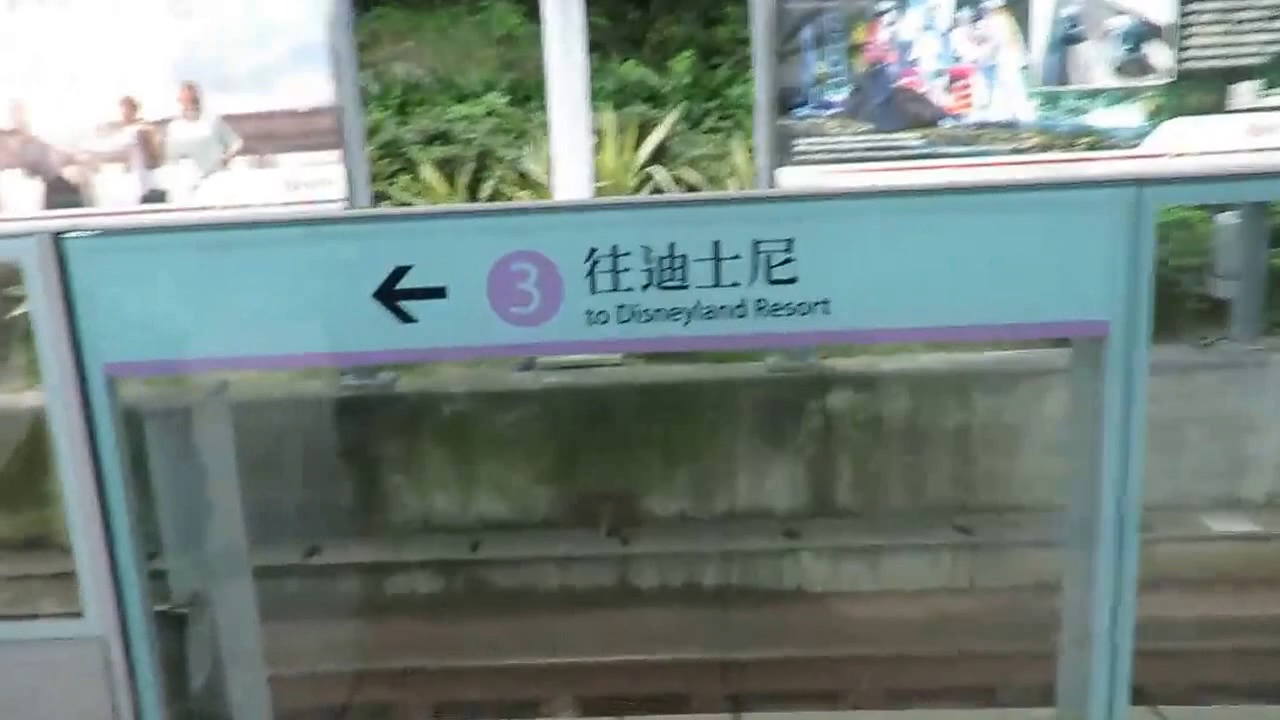 3 往迪士尼
to Disneyland Resort